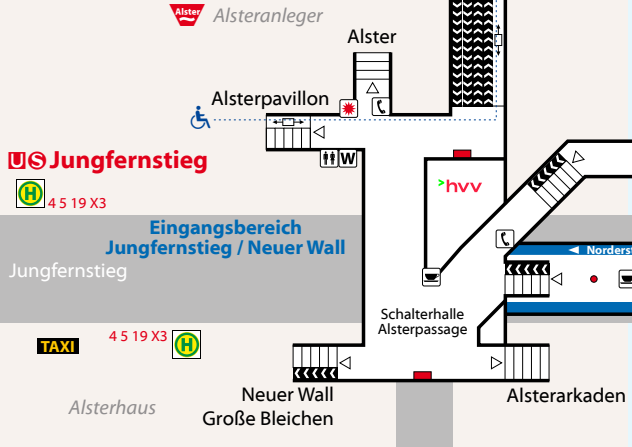 Alster
Alsteranleger
Alster
Alsterpavillon
U S Jungfernstieg
W
>hvv
H
4 5 19 X3
Eingangsbereich
Jungfernstieg / Neuer Wall
Jungfernstieg
Norderst
Schalterhalle
Alsterpassage
TAXI
4 5 19 X3
H
Neuer Wall
Große Bleichen
Alsterarkaden
Alsterhaus